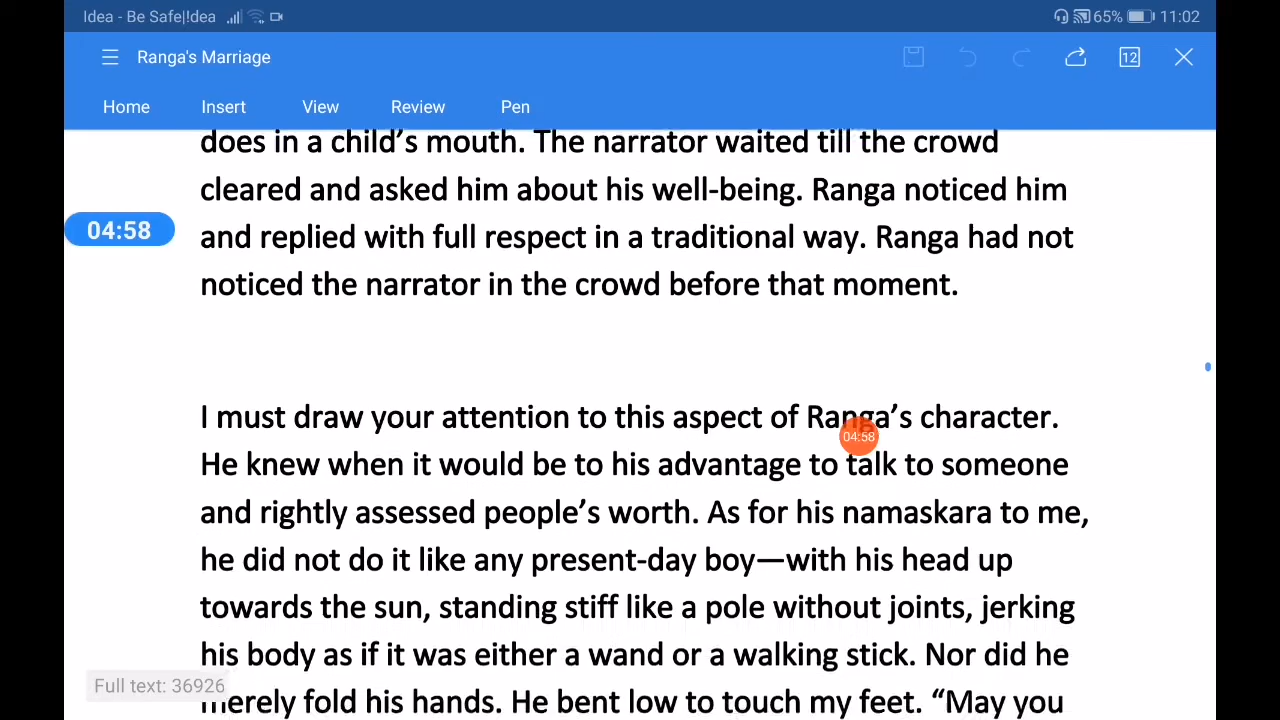 Idea - Be Safe|!dea 65% 11:02
Ranga's Marriage 12
Home Insert View Review Pen
does in a child’s mouth. The narrator waited till the crowd
cleared and asked him about his well-being. Ranga noticed him
04:58
and replied with full respect in a traditional way. Ranga had not
noticed the narrator in the crowd before that moment.
I must draw your attention to this aspect of Ranga’s character.
04:58
He knew when it would be to his advantage to talk to someone
and rightly assessed people’s worth. As for his namaskara to me,
he did not do it like any present-day boy—with his head up
towards the sun, standing stiff like a pole without joints, jerking
his body as if it was either a wand or a walking stick. Nor did he
Full text: 36926
merely fold his hands. He bent low to touch my feet. “May you